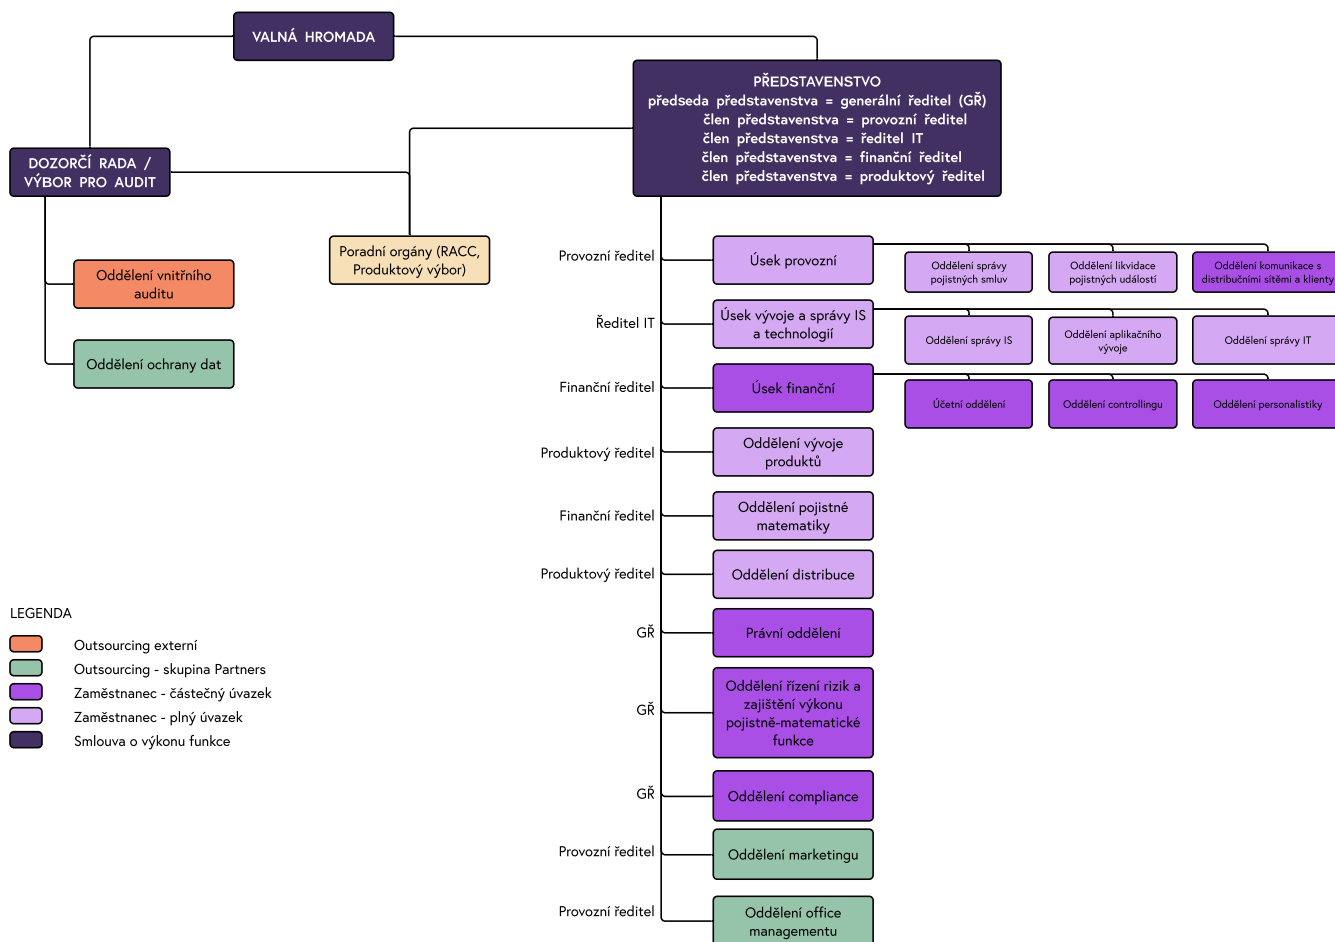 VALNÁ HROMADA
PŘEDSTAVENSTVO
předseda představenstva = generální ředitel (GŘ)
člen představenstva = provozní ředitel
člen představenstva = ředitel IT
člen představenstva = finanční ředitel
člen představenstva = produktový ředitel
DOZORČÍ RADA /
VÝBOR PRO AUDIT
Poradní orgány (RACC,
Produktový výbor)
Oddělení vnitřního
auditu
Oddělení ochrany dat
Provozní ředitel
Úsek provozní
Oddělení správy
pojistných smluv
Oddělení likvidace
pojistných událostí
Oddělení komunikace s
distribučními sítěmi a klienty
Ředitel IT
Úsek vývoje a správy IS
a technologií
Oddělení správy IS
Oddělení aplikačního
vývoje
Oddělení správy IT
Finanční ředitel
Úsek finanční
Účetní oddělení
Oddělení controllingu
Oddělení personalistiky
Produktový ředitel
Oddělení vývoje
produktů
Finanční ředitel
Oddělení pojistné
matematiky
Produktový ředitel
Oddělení distribuce
GŘ
Právní oddělení
GŘ
Oddělení řízení rizik a
zajištění výkonu
pojistně-matematické
funkce
GŘ
Oddělení compliance
Provozní ředitel
Oddělení marketingu
Provozní ředitel
Oddělení office
managementu
LEGENDA
Outsourcing externí
Outsourcing - skupina Partners
Zaměstnanec - částečný úvazek
Zaměstnanec - plný úvazek
Smlouva o výkonu funkce